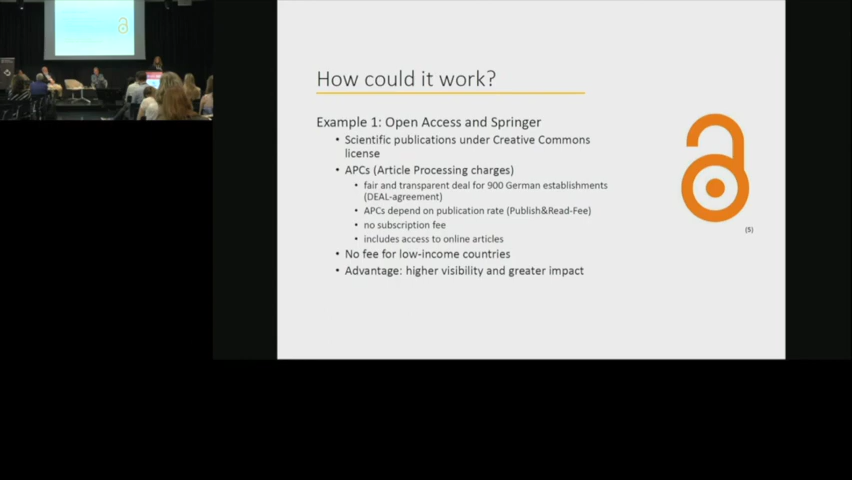 How could it work?
Example 1: Open Access and Springer
• Scientific publications under Creative Commons
license
• APCs (Article Processing charges)
• fair and transparent deal for 900 German establishments
(DEAL-agreement)
• APCs depend on publication rate (Publish&Read-Fee)
• no subscription fee
• includes access to online articles
• No fee for low-income countries
• Advantage: higher visibility and greater impact
(5)